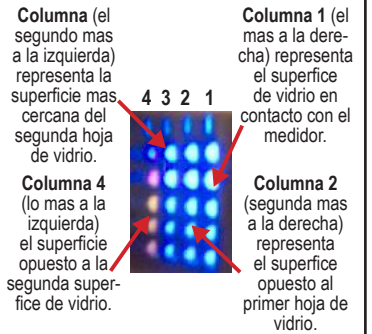 Columna (el
segundo mas
a la izquierda)
representa la
superficie mas
cercana del
segunda hoja
de vidrio.
Columna 4
(lo mas a la
izquierda)
el superficie
opuesto a la
segunda super-
fice de vidrio.
4 3 2 1
Columna 1 (el
mas a la dere-
cha) representa
el superfice
de vidrio en
contacto con el
medidor.
Columna 2
(segunda mas
a la derecha)
representa
el superfice
opuesto al
primer hoja de
vidrio.